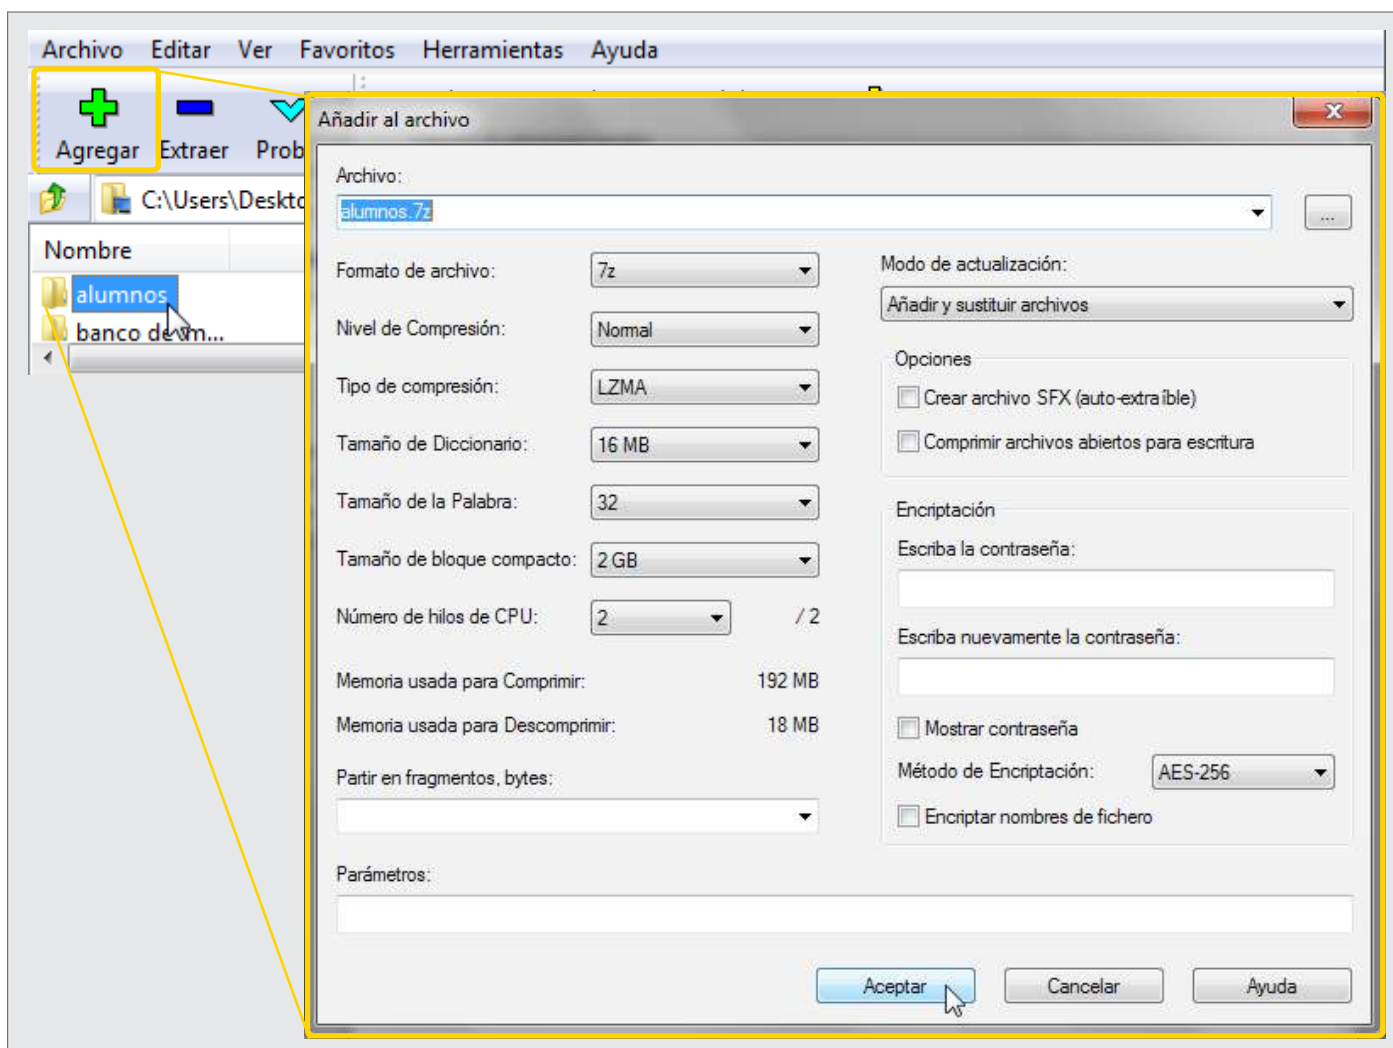 Archivo Editar Ver Favoritos Herramientas Ayuda
Agregar Extraer Prob
C:\Users\Deskto
Nombre
alumnos
banco de im...
Añadir al archivo
Archivo:
alumnos.7z
...
Formato de archivo: 7z
Nivel de Compresión: Normal
Tipo de compresión: LZMA
Tamaño de Diccionario: 16 MB
Tamaño de la Palabra: 32
Tamaño de bloque compacto: 2 GB
Número de hilos de CPU: 2 / 2
Memoria usada para Comprimir: 192 MB
Memoria usada para Descomprimir: 18 MB
Partir en fragmentos, bytes:
Modo de actualización:
Añadir y sustituir archivos
Opciones
Crear archivo SFX (auto-extraíble)
Comprimir archivos abiertos para escritura
Encriptación
Escriba la contraseña:
Escriba nuevamente la contraseña:
Mostrar contraseña
Método de Encriptación: AES-256
Encriptar nombres de fichero
Parámetros:
Aceptar Cancelar Ayuda